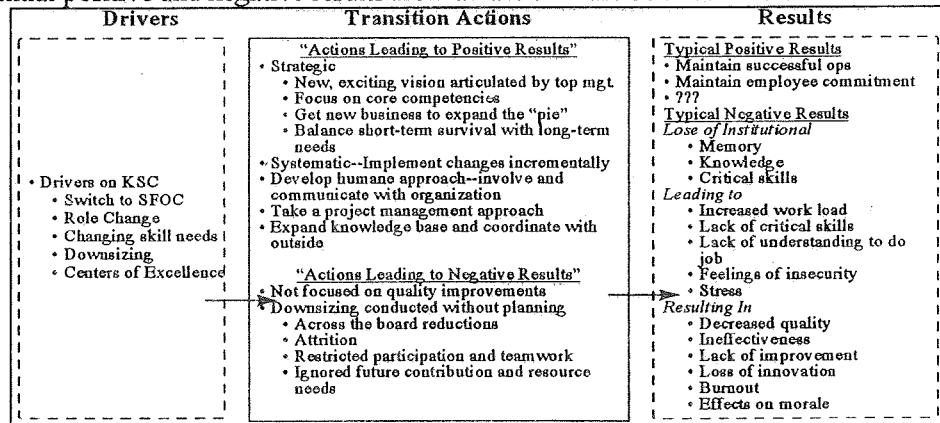 Drivers
Transition Actions
Results
• Drivers on KSC
• Switch to SFOC
• Role Change
• Changing skill needs
• Downsizing
• Centers of Excellence
"Actions Leading to Positive Results"
• Strategic
• New, exciting vision articulated by top mgt.
• Focus on core competencies
• Get new business to expand the "pie"
• Balance short-term survival with long-term
needs
• Systematic--Implement changes incrementally
• Develop humane approach--involve and
communicate with organization
• Take a project management approach
• Expand knowledge base and coordinate with
outside
"Actions Leading to Negative Results"
• Not focused on quality improvements
• Downsizing conducted without planning
• Across the board reductions
• Attrition
• Restricted participation and teamwork
• Ignored future contribution and resource
needs
Typical Positive Results
• Maintain successful ops
• Maintain employee commitment
• ???
Typical Negative Results
Lose of Institutional
• Memory
• Knowledge
• Critical skills
Leading to
• Increased work load
• Lack of critical skills
• Lack of understanding to do
job
• Feelings of insecurity
• Stress
Resulting In
• Decreased quality
• Ineffectiveness
• Lack of improvement
• Loss of innovation
• Burnout
• Effects on morale